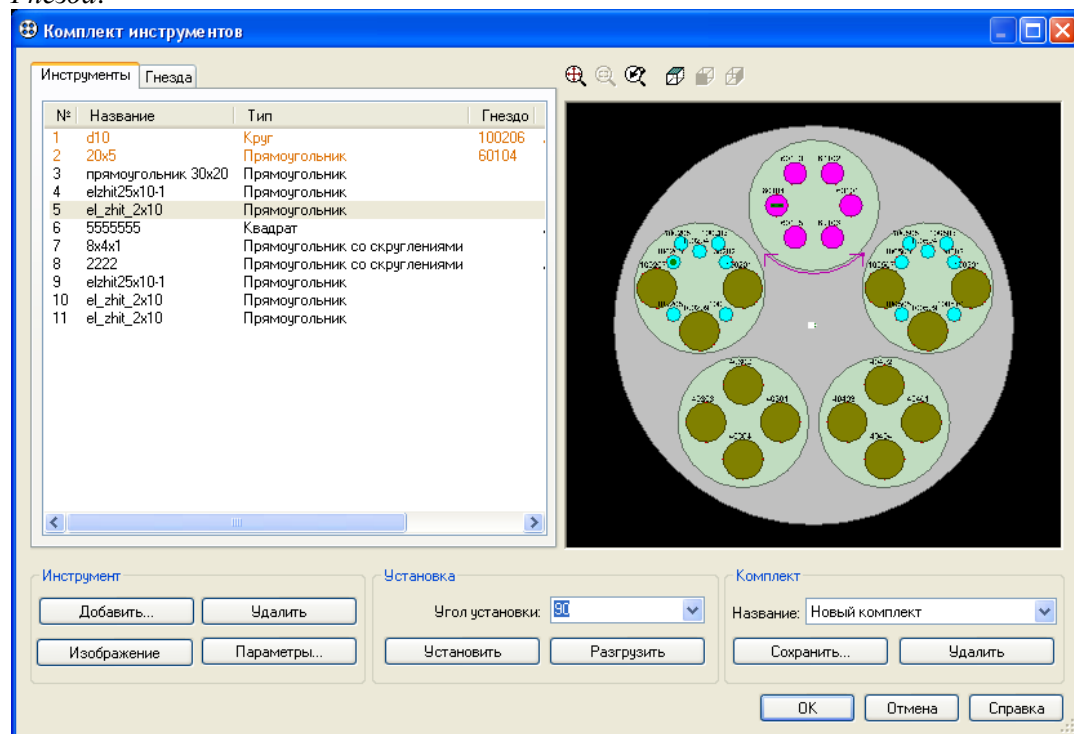 Комплект инструментов
Инструменты Гнезда
№ Название Тип Гнездо
1 d10 Круг 100206
2 20x5 Прямоугольник 60104
3 прямоугольник 30x20 Прямоугольник
4 elzhit25x10-1 Прямоугольник
5 el_zhit_2x10 Прямоугольник
6 5555555 Квадрат
7 8x4x1 Прямоугольник со скруглениями
8 2222 Прямоугольник со скруглениями
9 elzhit25x10-1 Прямоугольник
10 el_zhit_2x10 Прямоугольник
11 el_zhit_2x10 Прямоугольник
Инструмент
Добавить... Удалить
Изображение Параметры...
Установка
Угол установки: 90
Установить Разгрузить
Комплект
Название: Новый комплект
Сохранить... Удалить
OK Отмена Справка